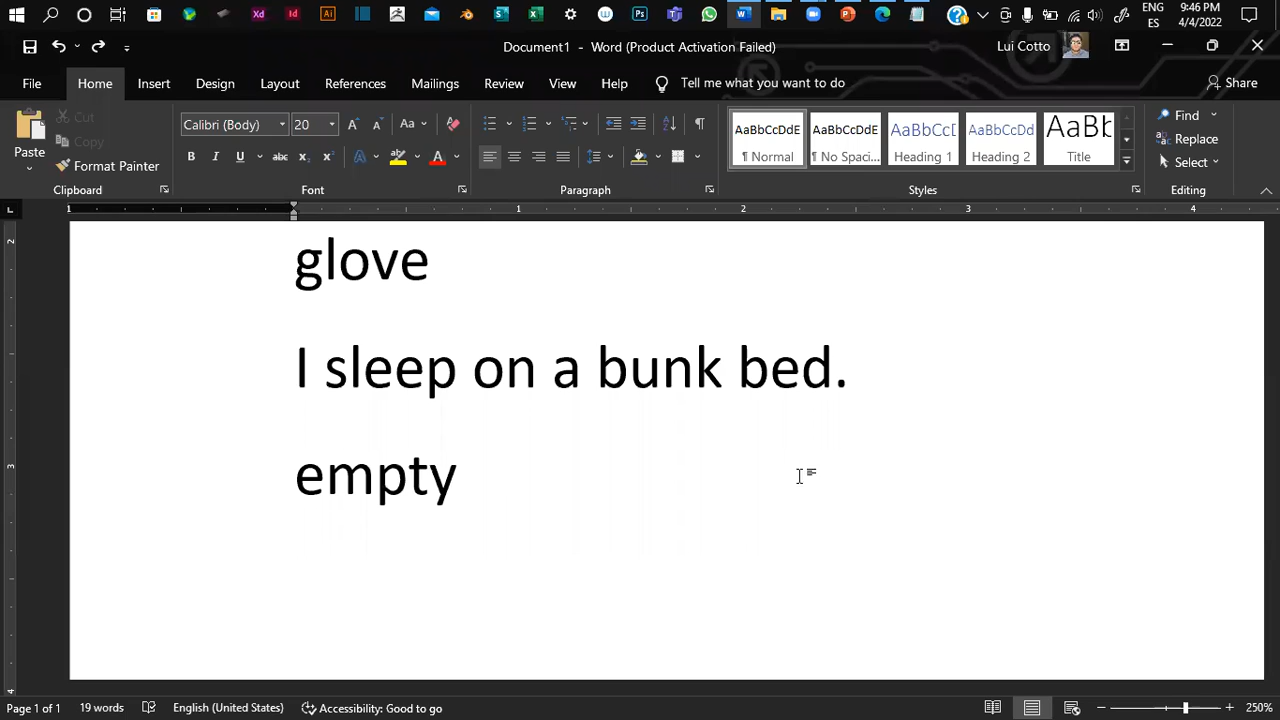 9:46 PM
4/4/2022
ENG
ES
Document1 - Word (Product Activation Failed)
Lui Cotto
File Home Insert Design Layout References Mailings Review View Help Tell me what you want to do Share
Paste
Cut
Copy
Format Painter
Clipboard
Calibri (Body) 20
Font
Paragraph
AaBbCcDdE
¶ Normal
AaBbCcDdE
¶ No Spaci...
AaBbCc[
Heading 1
AaBbCcDd
Heading 2
AaBb
Title
Styles
Find
Replace
Select
Editing
glove
I sleep on a bunk bed.
empty
Page 1 of 1 19 words English (United States) Accessibility: Good to go 250%